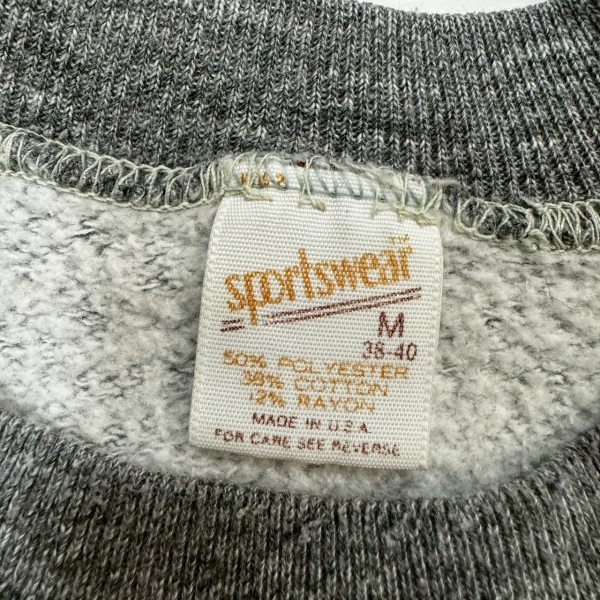 sportswear™
M
38-40
50% POLYESTER
38% COTTON
12% RAYON
MADE IN U.S.A
FOR CARE SEE REVERSE